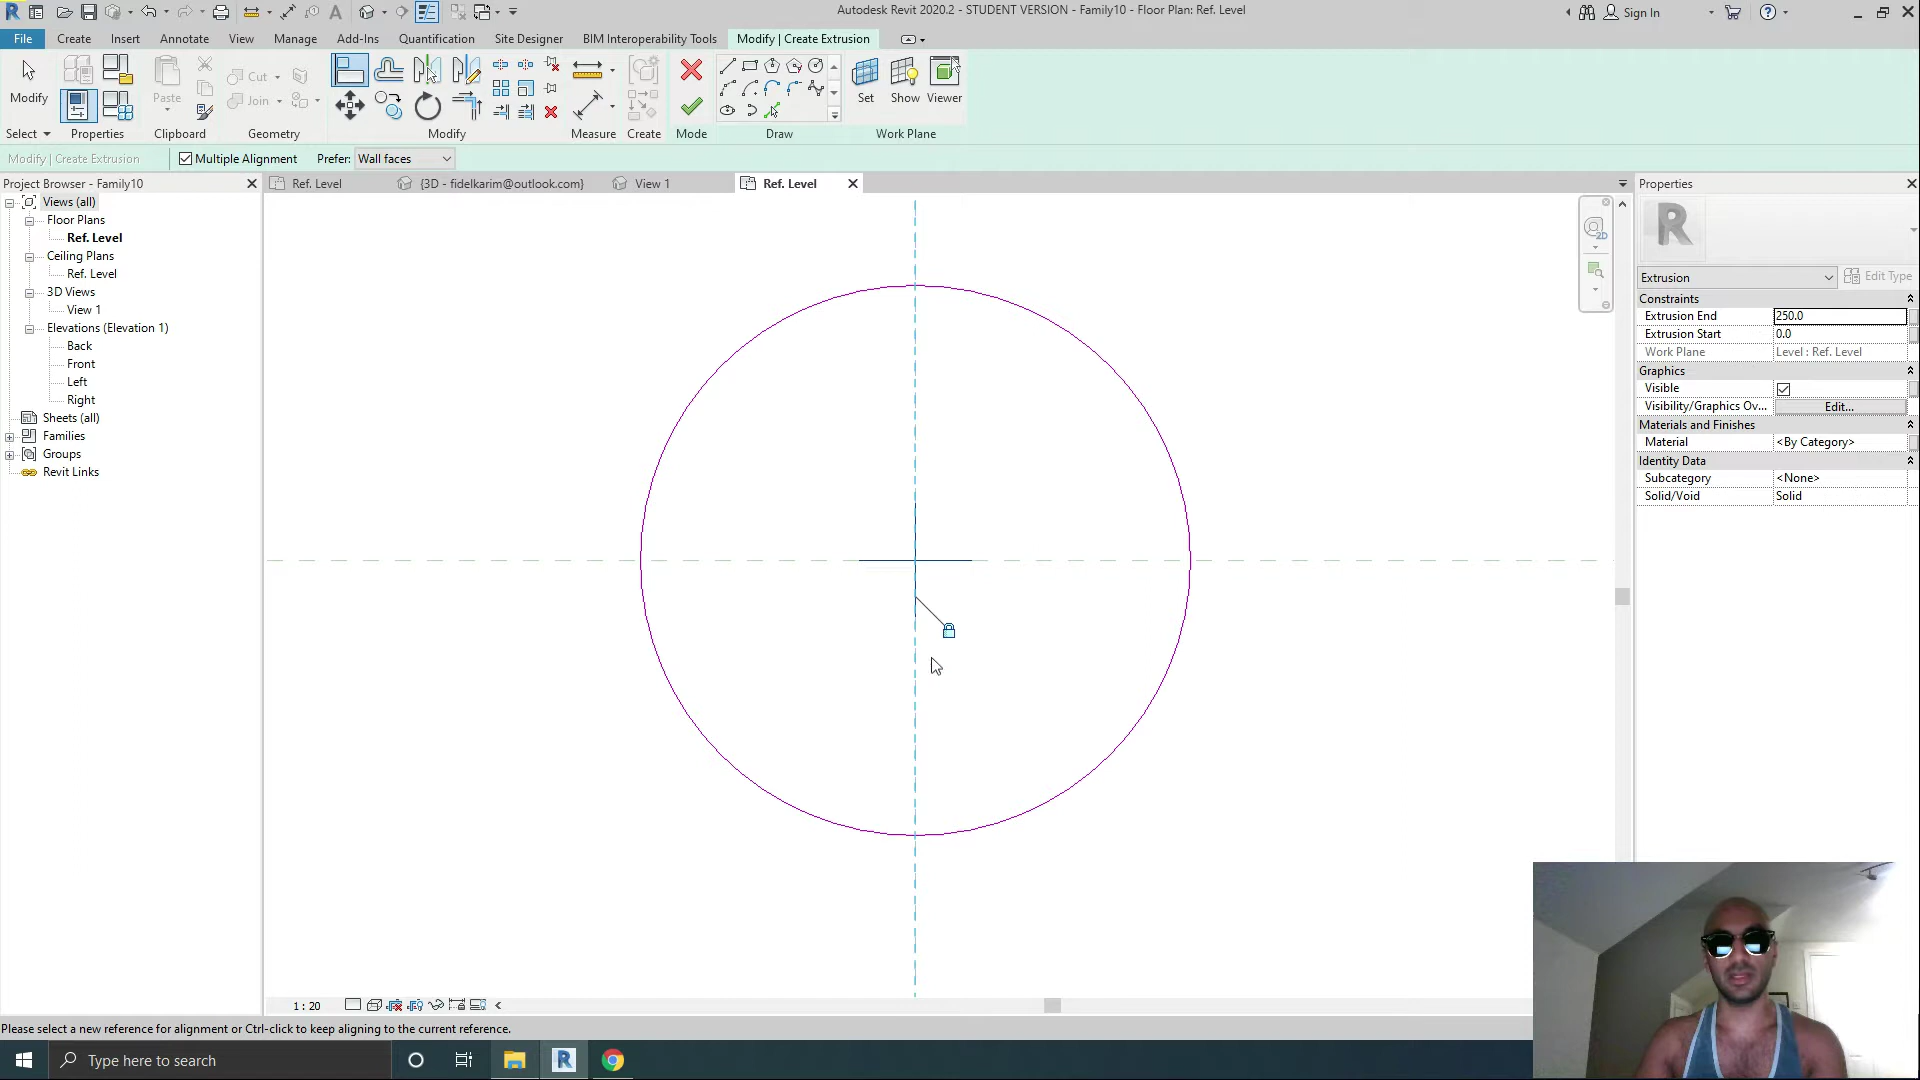 Autodesk Revit 2020.2 - STUDENT VERSION - Family10 - Floor Plan: Ref. Level
Sign In
File
Create
Insert
Annotate
View
Manage
Add-Ins
Quantification
Site Designer
BIM Interoperability Tools
Modify | Create Extrusion
Modify
Paste
Cut
Join
Set
Show
Viewer
Select
Properties
Clipboard
Geometry
Modify
Measure
Create
Mode
Draw
Work Plane
Modify | Create Extrusion
Multiple Alignment
Prefer:
Wall faces
Project Browser - Family10
Ref. Level
{3D - fidelkarim@outlook.com}
View 1
Ref. Level
Properties
Views (all)
Floor Plans
Ref. Level
Ceiling Plans
Ref. Level
3D Views
View 1
Elevations (Elevation 1)
Back
Front
Left
Right
Sheets (all)
Families
Groups
Revit Links
2D
R
Extrusion
Edit Type
Constraints
Extrusion End 250.0
Extrusion Start 0.0
Work Plane Level : Ref. Level
Graphics
Visible
Visibility/Graphics Ov... Edit...
Materials and Finishes
Material <By Category>
Identity Data
Subcategory <None>
Solid/Void Solid
1 : 20
Please select a new reference for alignment or Ctrl-click to keep aligning to the current reference.
Type here to search